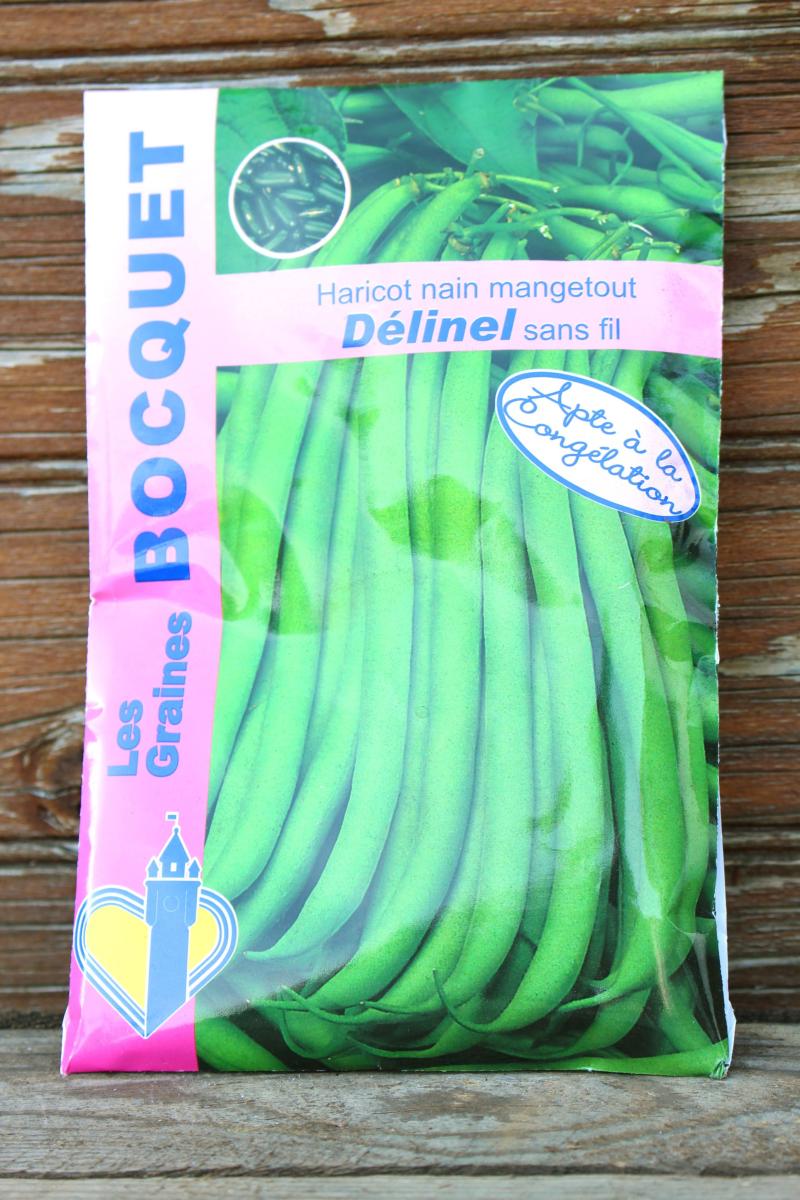 Les
Graines BOCQUET
Haricot nain mangetout
Délinel sans fil
Apte à la
Congélation